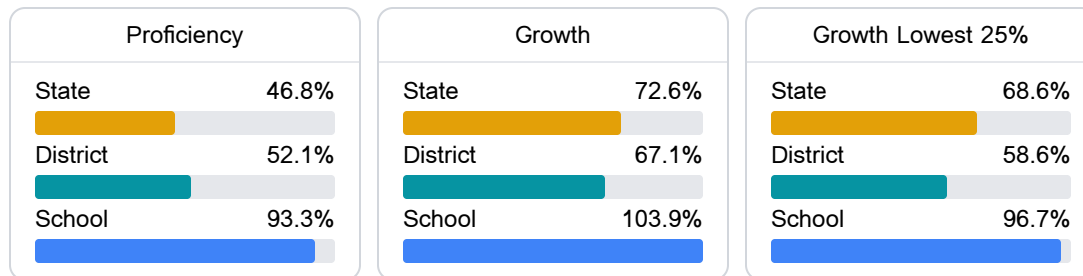 Proficiency
State 46.8%
District 52.1%
School 93.3%
Growth
State 72.6%
District 67.1%
School 103.9%
Growth Lowest 25%
State 68.6%
District 58.6%
School 96.7%